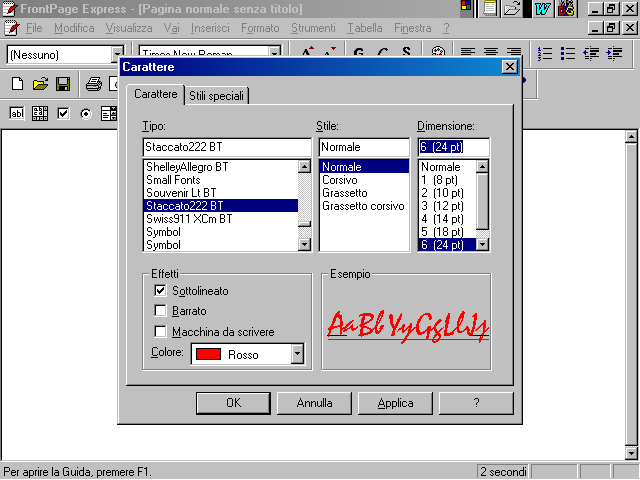 FrontPage Express - [Pagina normale senza titolo]
File Modifica Visualizza Vai Inserisci Formato Strumenti Tabella Finestra ?
(Nessuno) Times New Roman
Carattere
Carattere Stili speciali
Tipo: Stile: Dimensione:
Staccato222 BT Normale 6 (24 pt)
ShelleyAllegro BT Normale Normale
Small Fonts Corsivo 1 (8 pt)
Souvenir Lt BT Grassetto 2 (10 pt)
Staccato222 BT Grassetto corsivo 3 (12 pt)
Swiss911 XCm BT 4 (14 pt)
Symbol 5 (18 pt)
Symbol 6 (24 pt)
Effetti Esempio
Sottolineato
Barrato
Macchina da scrivere
AaBbYyGgLlJj
Colore: Rosso
OK Annulla Applica ?
Per aprire la Guida, premere F1. 2 secondi